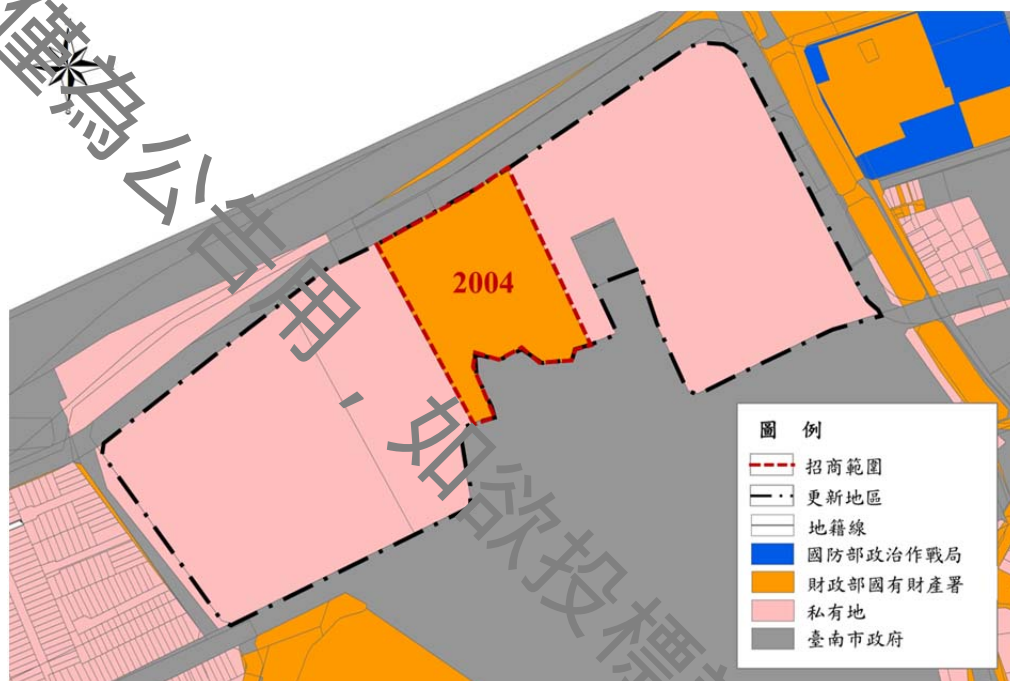 僅為公告用，如欲投標
2004
圖 例
招商範圍
更新地區
地籍線
國防部政治作戰局
財政部國有財產署
私有地
臺南市政府